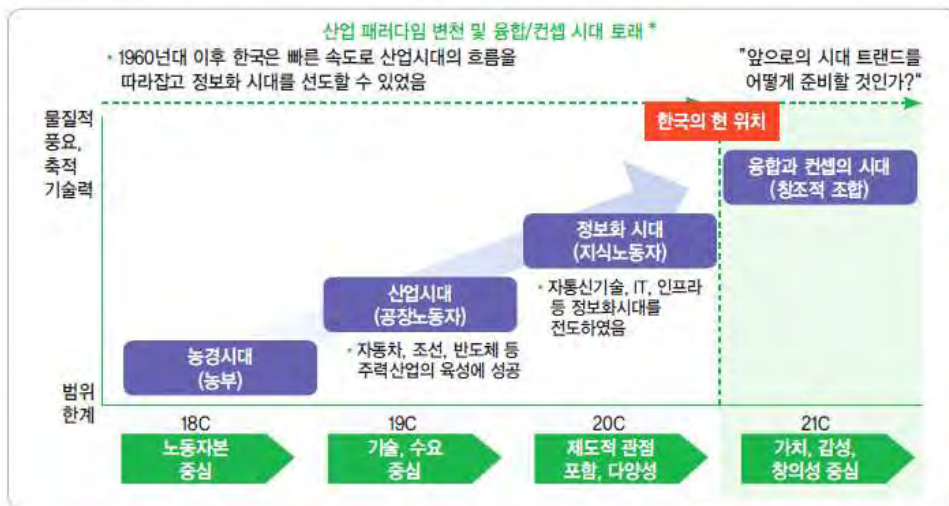 산업 패러다임 변천 및 융합/컨셉 시대 토래 *
• 1960년대 이후 한국은 빠른 속도로 산업시대의 흐름을
따라잡고 정보화 시대를 선도할 수 있었음
"앞으로의 시대 트랜드를
어떻게 준비할 것인가?"
물질적
풍요,
축적
기술력
한국의 현 위치
융합과 컨셉의 시대
(창조적 조합)
정보화 시대
(지식노동자)
• 자통신기술, IT, 인프라
등 정보화시대를
전도하였음
산업시대
(공장노동자)
• 자동차, 조선, 반도체 등
주력산업의 육성에 성공
농경시대
(농부)
범위
한계
18C
19C
20C
21C
노동자본
중심
기술, 수요
중심
제도적 관점
포함, 다양성
가치, 감성,
창의성 중심